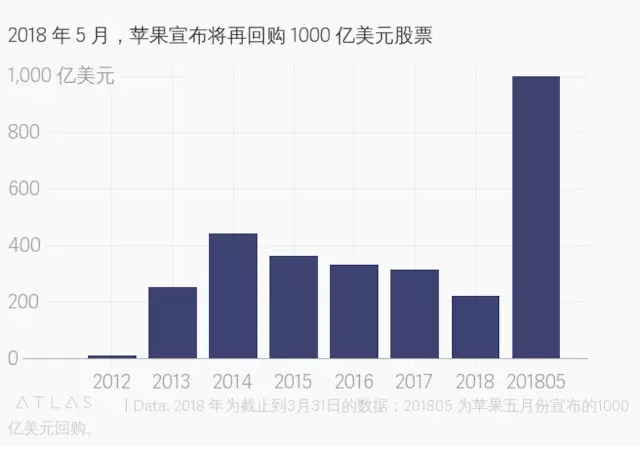 2018 年 5 月，苹果宣布将再回购 1000 亿美元股票
1,000 亿美元
800
600
400
200
0
2012 2013 2014 2015 2016 2017 2018 201805
ATLAS | Data: 2018 年为截止到3月31日的数据；201805 为苹果五月份宣布的1000
亿美元回购。